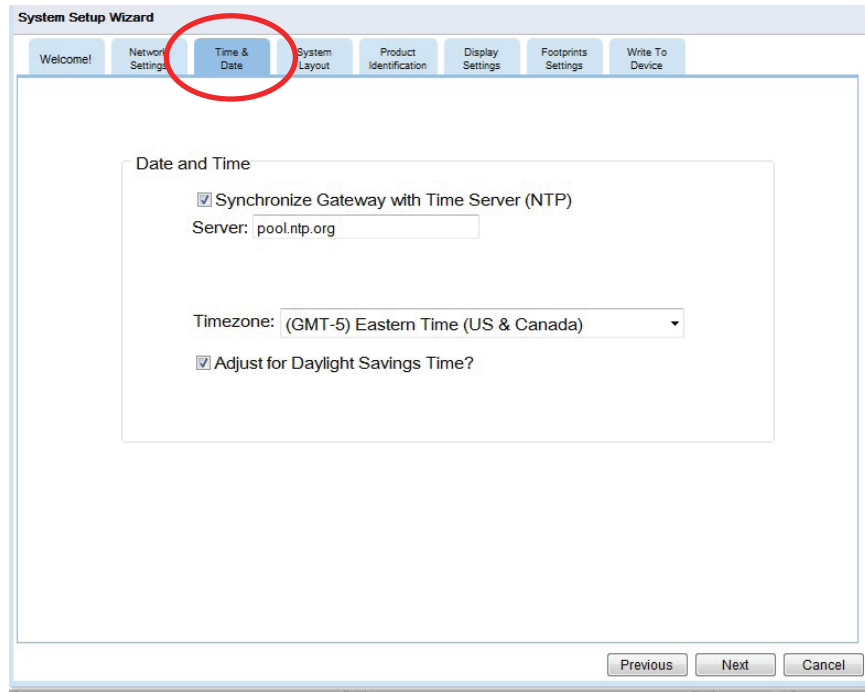 System Setup Wizard
Welcome!
Network
Settings
Time &
Date
System
Layout
Product
Identification
Display
Settings
Footprints
Settings
Write To
Device
Date and Time
Synchronize Gateway with Time Server (NTP)
Server: pool.ntp.org
Timezone: (GMT-5) Eastern Time (US & Canada)
Adjust for Daylight Savings Time?
Previous Next Cancel